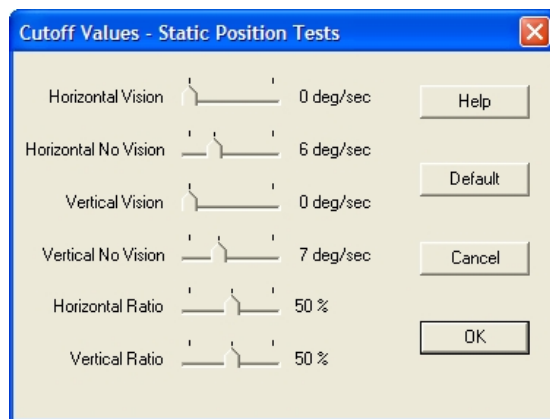 Cutoff Values - Static Position Tests
Horizontal Vision 0 deg/sec Help
Horizontal No Vision 6 deg/sec
Default
Vertical Vision 0 deg/sec
Vertical No Vision 7 deg/sec Cancel
Horizontal Ratio 50 %
OK
Vertical Ratio 50 %